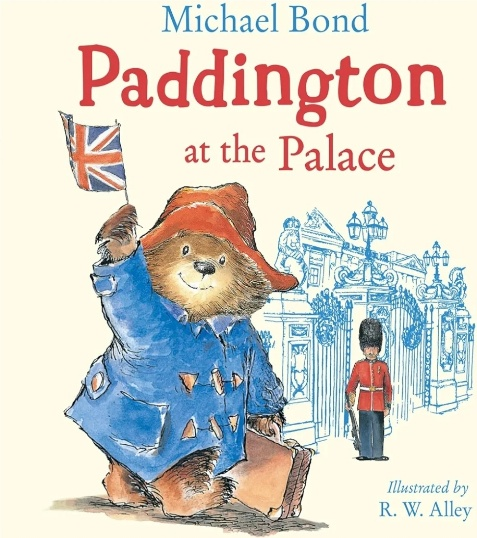 Michael Bond
Paddington
at the Palace
Illustrated by
R. W. Alley